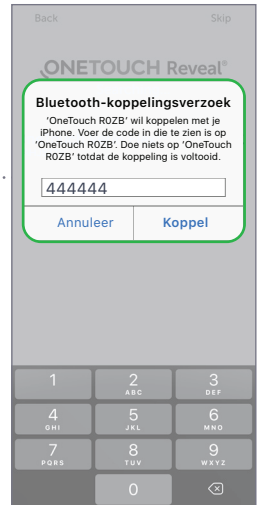 Back Skip
ONETOUCH Reveal®
Bluetooth-koppelingsverzoek
'OneTouch R0ZB' wil koppelen met je
iPhone. Voer de code in die te zien is op
'OneTouch R0ZB'. Doe niets op 'OneTouch
R0ZB' totdat de koppeling is voltooid.
444444
Annuleer Koppel
1 2 3
ABC DEF
4 5 6
GHI JKL MNO
7 8 9
PQRS TUV WXYZ
0